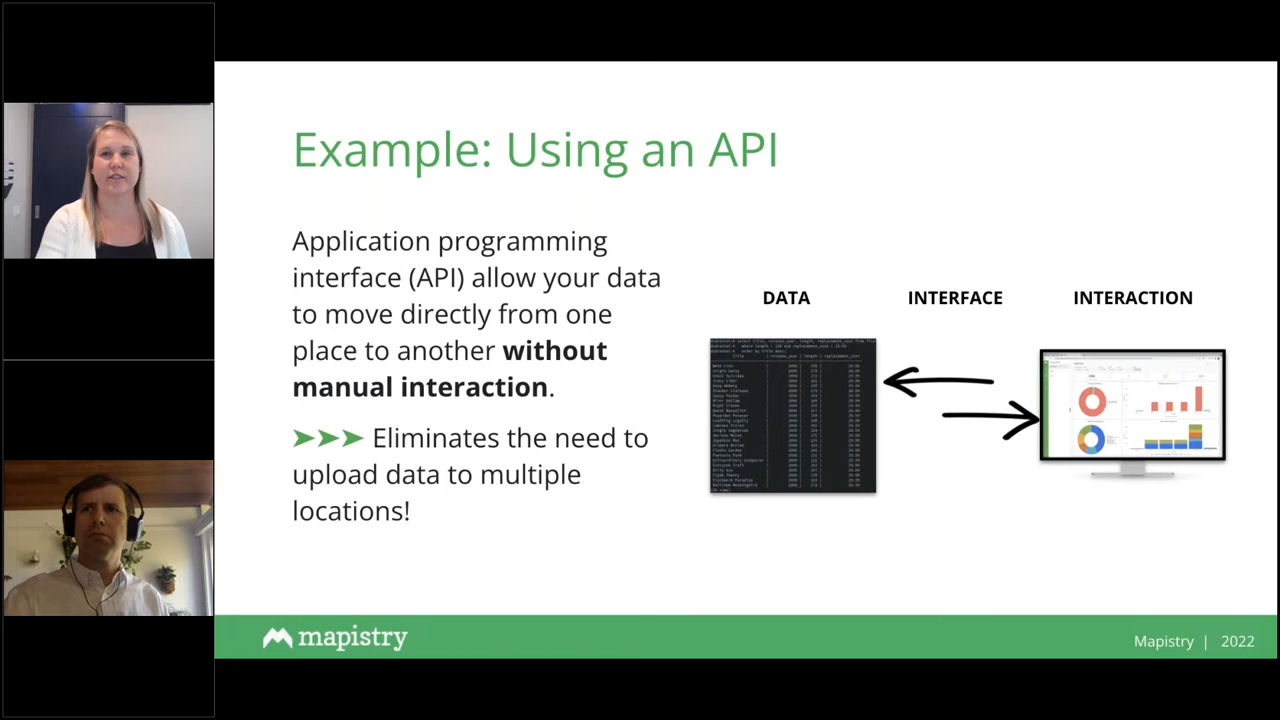 Example: Using an API
Application programming
interface (API) allow your data
to move directly from one
place to another without
manual interaction.
➤➤➤ Eliminates the need to
upload data to multiple
locations!
DATA
INTERFACE
INTERACTION
mapistry
Mapistry | 2022